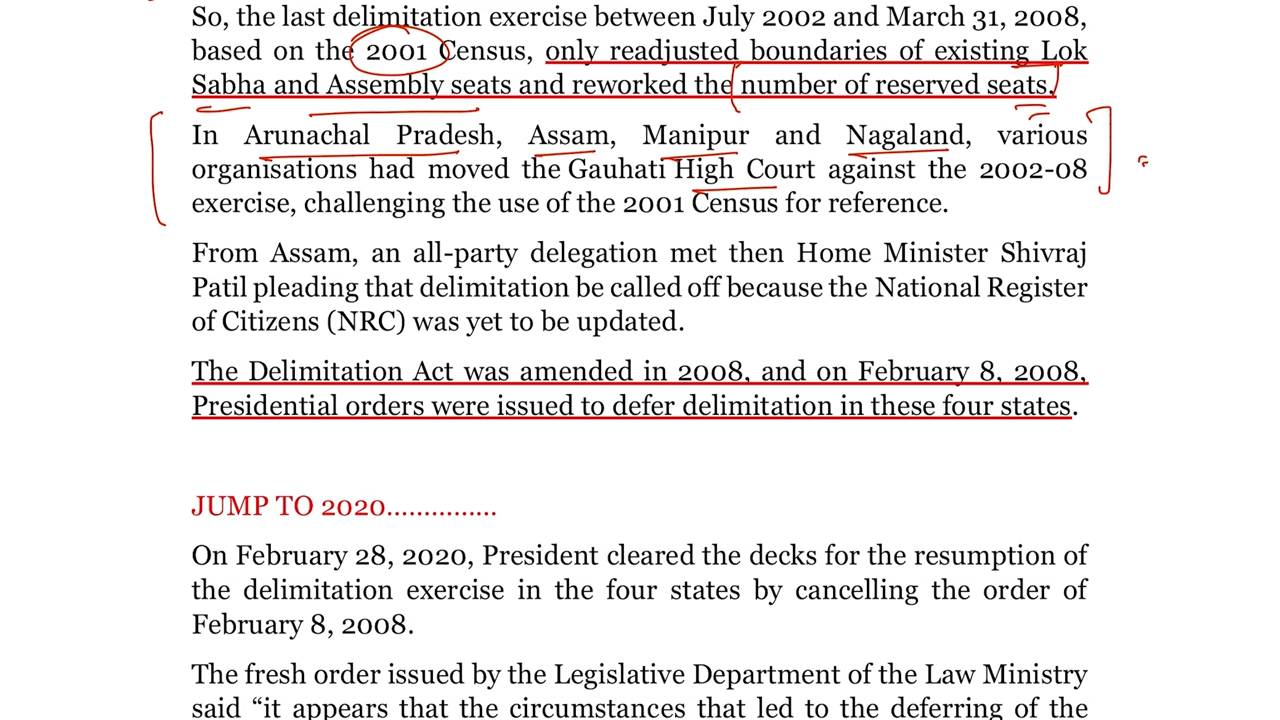 So, the last delimitation exercise between July 2002 and March 31, 2008,
based on the 2001 Census, only readjusted boundaries of existing Lok
Sabha and Assembly seats and reworked the number of reserved seats.
In Arunachal Pradesh, Assam, Manipur and Nagaland, various
organisations had moved the Gauhati High Court against the 2002-08
exercise, challenging the use of the 2001 Census for reference.
From Assam, an all-party delegation met then Home Minister Shivraj
Patil pleading that delimitation be called off because the National Register
of Citizens (NRC) was yet to be updated.
The Delimitation Act was amended in 2008, and on February 8, 2008,
Presidential orders were issued to defer delimitation in these four states.
JUMP TO 2020...............
On February 28, 2020, President cleared the decks for the resumption of
the delimitation exercise in the four states by cancelling the order of
February 8, 2008.
The fresh order issued by the Legislative Department of the Law Ministry
said “it appears that the circumstances that led to the deferring of the